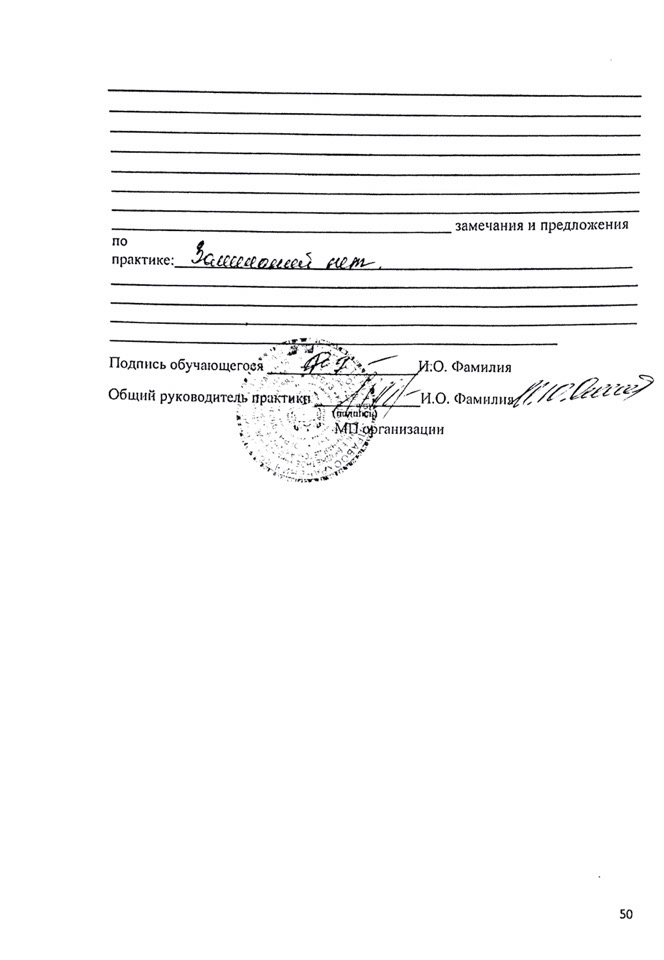 замечания и предложения
по
практике: Замечаний нет.
Подпись обучающегося И.О. Фамилия
Общий руководитель практики И.О. Фамилия
(подпись)
МП организации
50